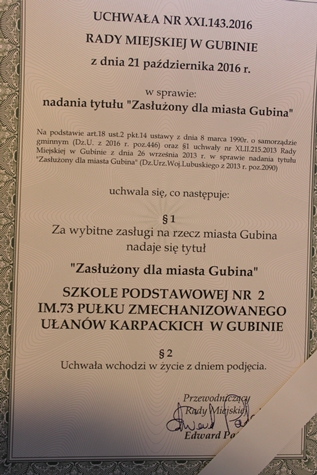 UCHWAŁA NR XXI.143.2016
RADY MIEJSKIEJ W GUBINIE
z dnia 21 października 2016 r.
w sprawie:
nadania tytułu "Zasłużony dla miasta Gubina"
Na podstawie art.18 ust.2 pkt.14 ustawy z dnia 8 marca 1990r. o samorządzie
gminnym (Dz.U. z 2016 r. poz.446) oraz §1 uchwały nr XLII.215.2013 Rady
Miejskiej w Gubinie z dnia 26 września 2013 r. w sprawie nadania tytułu
"Zasłużony dla miasta Gubina" (Dz.Urz.Woj.Lubuskiego z 2013 r. poz.2090)
uchwala się, co następuje:
§ 1
Za wybitne zasługi na rzecz miasta Gubina
nadaje się tytuł
"Zasłużony dla miasta Gubina"
SZKOLE PODSTAWOWEJ NR 2
IM.73 PUŁKU ZMECHANIZOWANEGO
UŁANÓW KARPACKICH W GUBINIE
§ 2
Uchwała wchodzi w życie z dniem podjęcia.
Przewodniczący
Rady Miejskiej
Edward